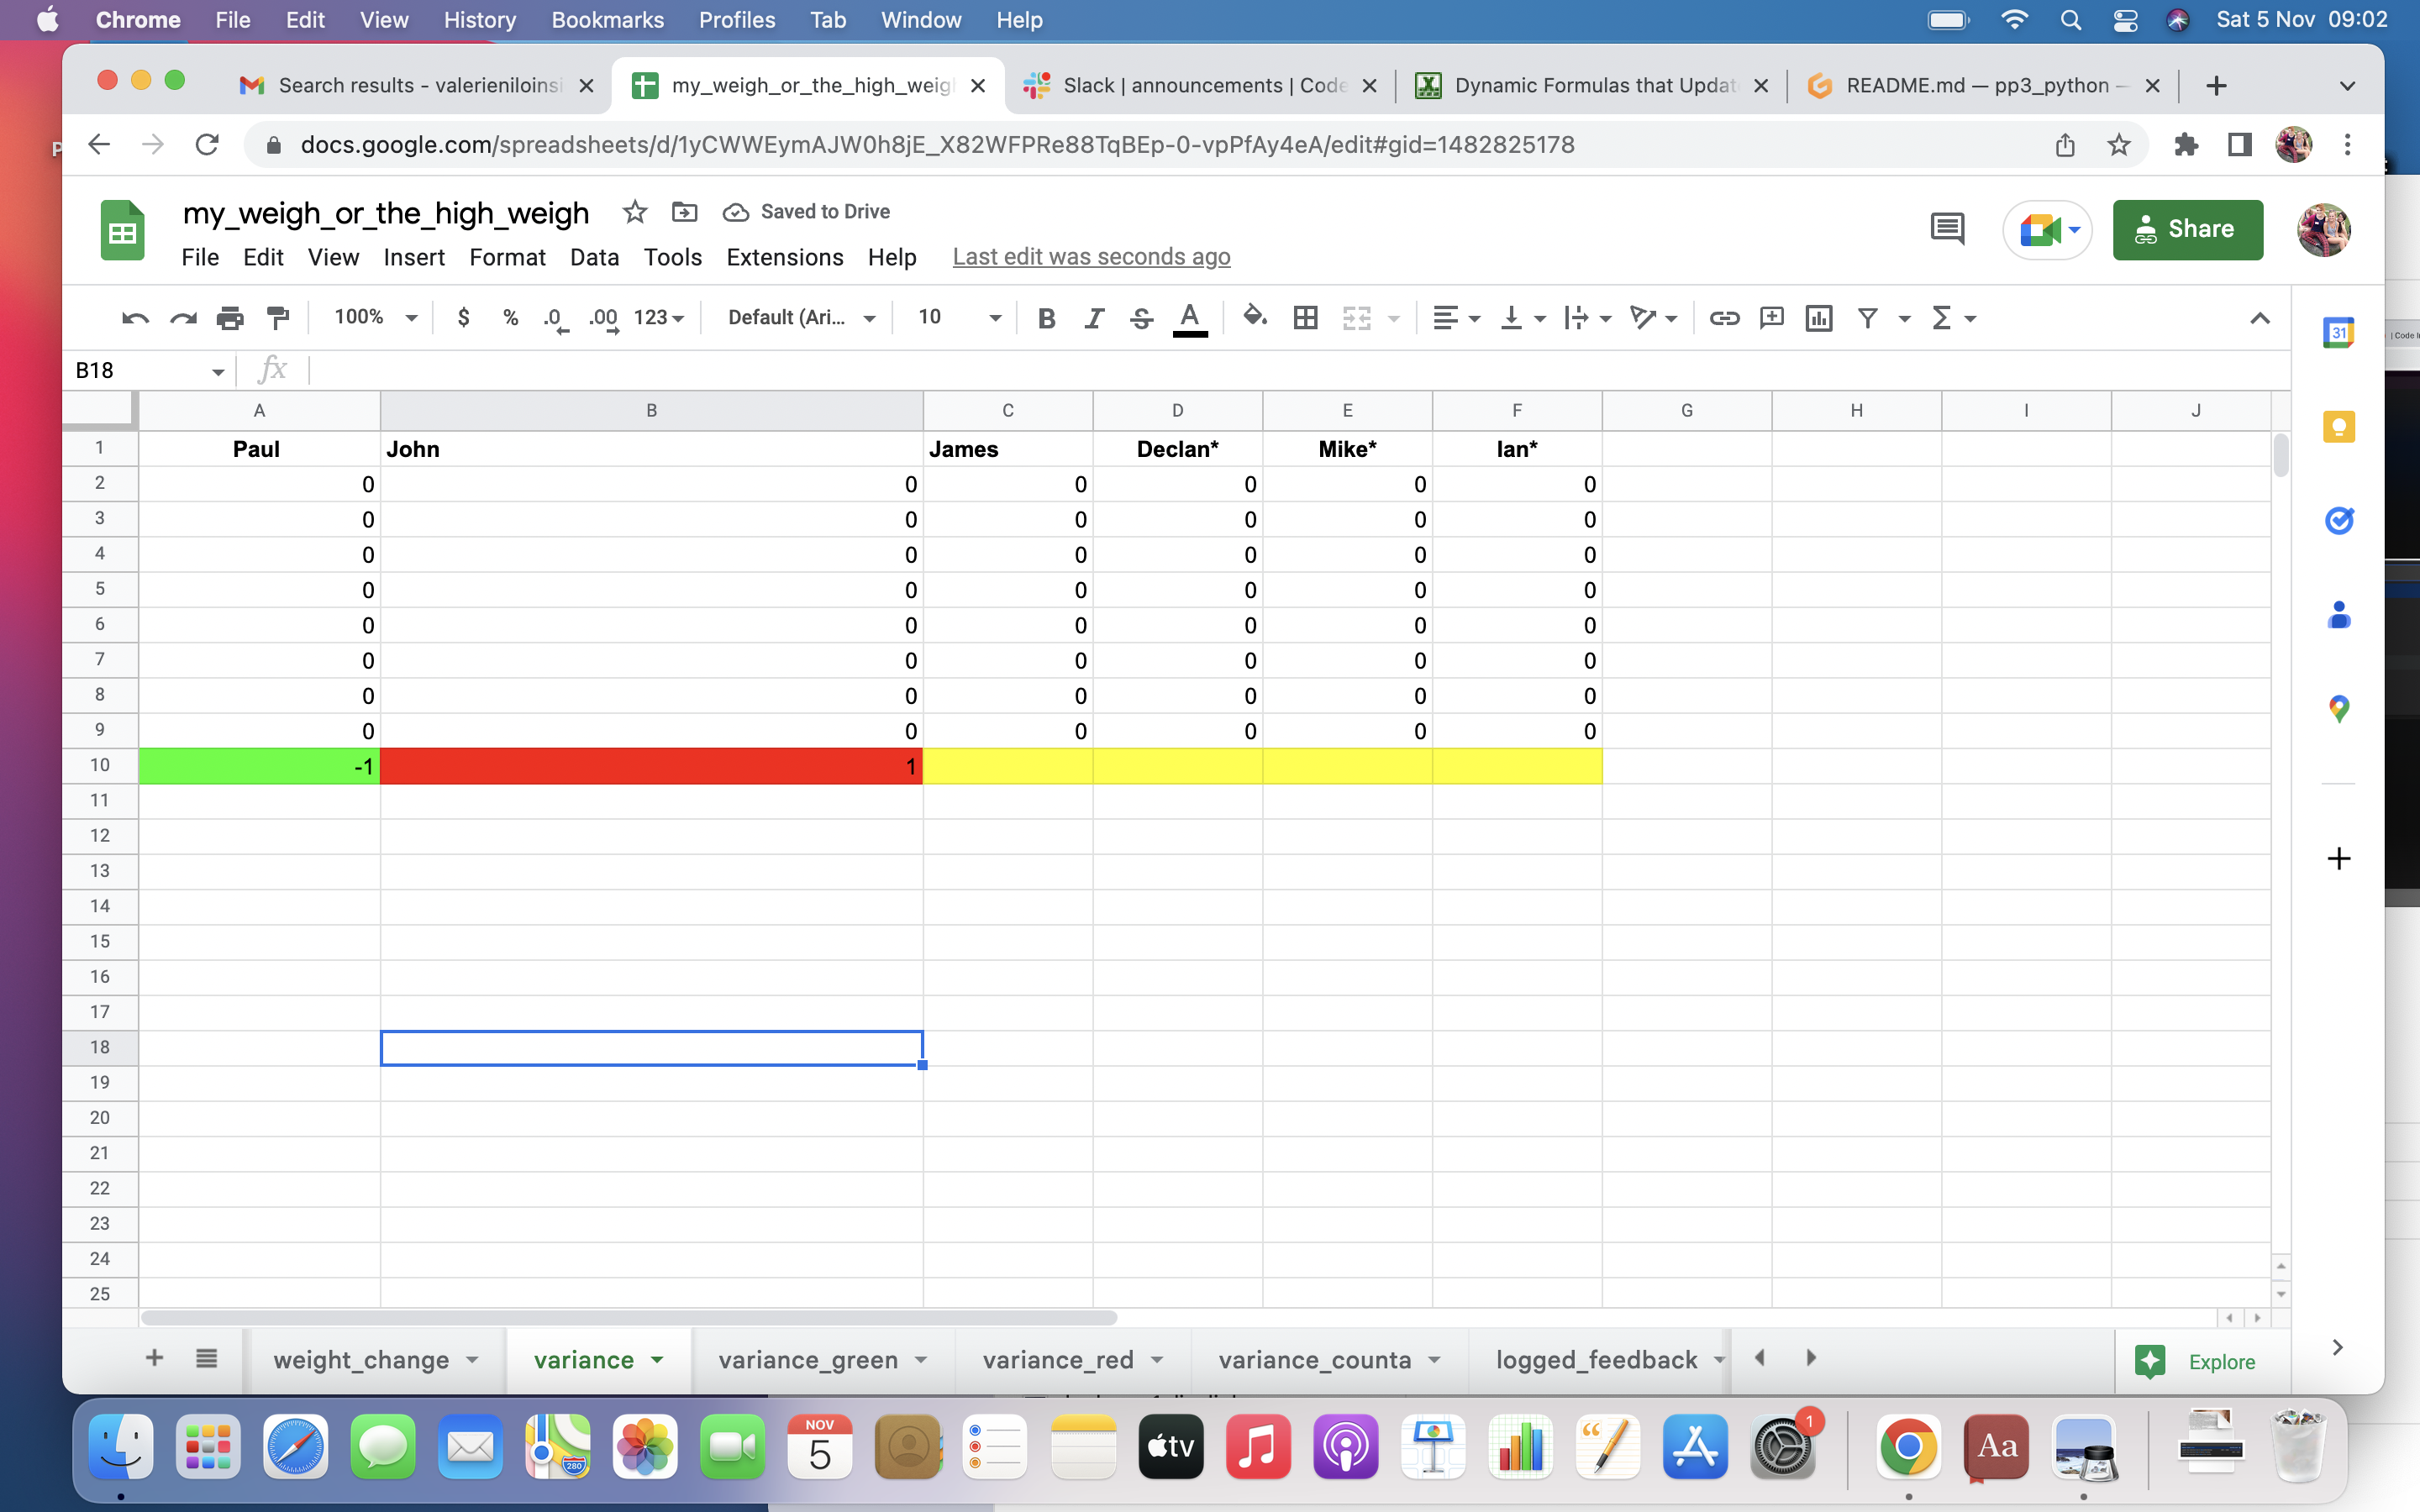 Chrome File Edit View History Bookmarks Profiles Tab Window Help Sat 5 Nov 09:02
Search results - valerieniloinsi my_weigh_or_the_high_weigh Slack | announcements | Code Dynamic Formulas that Updat README.md — pp3_python —
docs.google.com/spreadsheets/d/1yCWWEymAJW0h8jE_X82WFPRe88TqBEp-0-vpPfAy4eA/edit#gid=1482825178
my_weigh_or_the_high_weigh Saved to Drive
Share
File Edit View Insert Format Data Tools Extensions Help Last edit was seconds ago
100% $ % .0 .00 123 Default (Ari... 10 B I S A
31
B18 fx
A B C D E F G H I J
1 Paul John James Declan* Mike* Ian*
2 0 0 0 0 0 0
3 0 0 0 0 0 0
4 0 0 0 0 0 0
5 0 0 0 0 0 0
6 0 0 0 0 0 0
7 0 0 0 0 0 0
8 0 0 0 0 0 0
9 0 0 0 0 0 0
10 -1 1
11
12
13
14
15
16
17
18
19
20
21
22
23
24
25
weight_change variance variance_green variance_red variance_counta logged_feedback Explore
280 NOV 5 tv 1 Aa